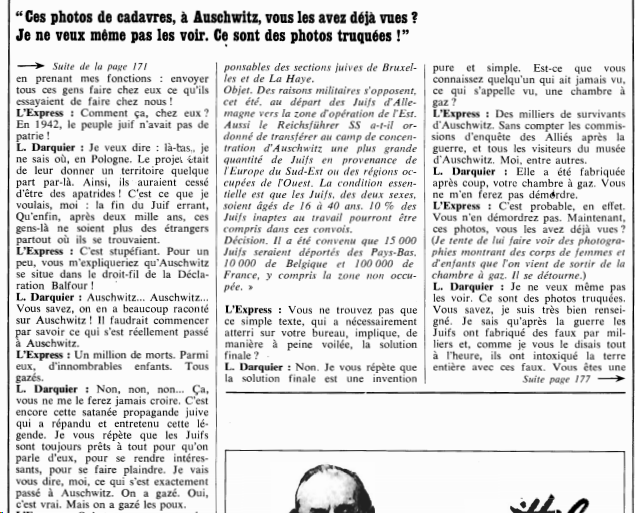 “Ces photos de cadavres, à Auschwitz, vous les avez déjà vues ?
Je ne veux même pas les voir. Ce sont des photos truquées !”
Suite de la page 171
en prenant mes fonctions : envoyer
tous ces gens faire chez eux ce qu'ils
essayaient de faire chez nous !
L'Express : Comment ça, chez eux ?
En 1942, le peuple juif n'avait pas de
patrie !
L. Darquier : Je veux dire : là-bas., je
ne sais où, en Pologne. Le projet était
de leur donner un territoire quelque
part par-là. Ainsi, ils auraient cessé
d'être des apatrides ! C'est ce que je
voulais, moi : la fin du Juif errant,
Qu'enfin, après deux mille ans, ces
gens-là ne soient plus des étrangers
partout où ils se trouvaient.
L'Express : C'est stupéfiant. Pour un
peu, vous m'expliqueriez qu'Auschwitz
se situe dans le droit-fil de la Décla-
ration Balfour !
L. Darquier : Auschwitz... Auschwitz...
Vous savez, on en a beaucoup raconté
sur Auschwitz ! Il faudrait commencer
par savoir ce qui s'est réellement passé
à Auschwitz.
L'Express : Un million de morts. Parmi
eux, d'innombrables enfants. Tous
gazés.
L. Darquier : Non, non, non... Ça,
vous ne me le ferez jamais croire. C'est
encore cette satanée propagande juive
qui a répandu et entretenu cette lé-
gende. Je vous répète que les Juifs
sont toujours prêts à tout pour qu'on
parle d'eux, pour se rendre intéres-
sants, pour se faire plaindre. Je vais
vous dire, moi, ce qui s'est exactement
passé à Auschwitz. On a gazé. Oui,
c'est vrai. Mais on a gazé les poux.
ponsables des sections juives de Bruxel-
les et de La Haye.
Objet. Des raisons militaires s'opposent,
cet été, au départ des Juifs d'Alle-
magne vers la zone d'opération de l'Est.
Aussi le Reichsführer SS a-t-il or-
donné de transférer au camp de concen-
tration d'Auschwitz une plus grande
quantité de Juifs en provenance de
l'Europe du Sud-Est ou des régions oc-
cupées de l'Ouest. La condition essen-
tielle est que les Juifs, des deux sexes,
soient âgés de 16 à 40 ans. 10 % des
Juifs inaptes au travail pourront être
compris dans ces convois.
Décision. Il a été convenu que 15 000
Juifs seraient déportés des Pays-Bas,
10 000 de Belgique et 100 000 de
France, y compris la zone non occu-
pée. »
L'Express : Vous ne trouvez pas que
ce simple texte, qui a nécessairement
atterri sur votre bureau, implique, de
manière à peine voilée, la solution
finale ?
L. Darquier : Non. Je vous répète que
la solution finale est une invention
pure et simple. Est-ce que vous
connaissez quelqu'un qui ait jamais vu,
ce qui s'appelle vu, une chambre à
gaz ?
L'Express : Des milliers de survivants
d'Auschwitz. Sans compter les commis-
sions d'enquête des Alliés après la
guerre, et tous les visiteurs du musée
d'Auschwitz. Moi, entre autres.
L. Darquier : Elle a été fabriquée
après coup, votre chambre à gaz. Vous
ne m'en ferez pas démordre.
L'Express : C'est probable, en effet.
Vous n'en démordrez pas. Maintenant,
ces photos, vous les avez déjà vues ?
(Je tente de lui faire voir des photogra-
phies montrant des corps de femmes et
d'enfants que l'on vient de sortir de la
chambre à gaz. Il se détourne.)
L. Darquier : Je ne veux même pas
les voir. Ce sont des photos truquées.
Vous savez, je suis très bien rensei-
gné. Je sais qu'après la guerre les
Juifs ont fabriqué des faux par mil-
liers et, comme je vous le disais tout
à l'heure, ils ont intoxiqué la terre
entière avec ces faux. Vous êtes une
Suite page 177